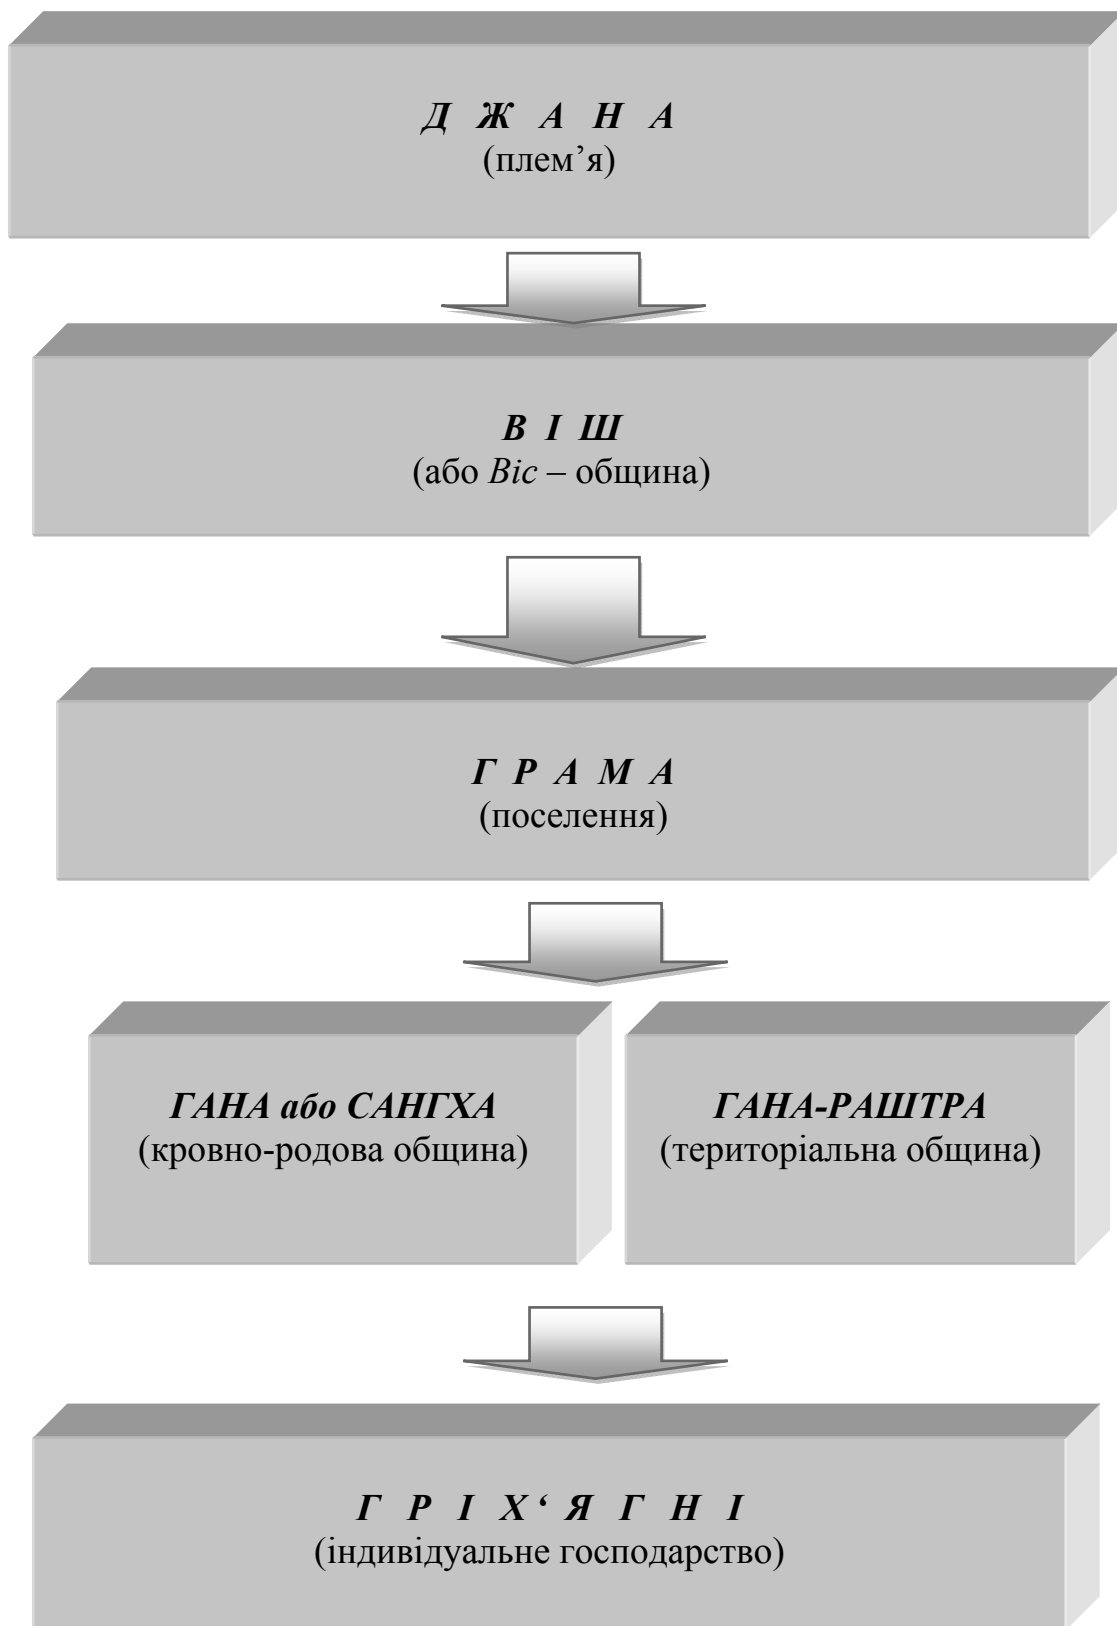 Д Ж А Н А
(плем’я)
В І Ш
(або Віс – община)
Г Р А М А
(поселення)
ГАНА або САНГХА
(кровно-родова община)
ГАНА-РАШТРА
(територіальна община)
Г Р І Х ‘ Я Г Н І
(індивідуальне господарство)